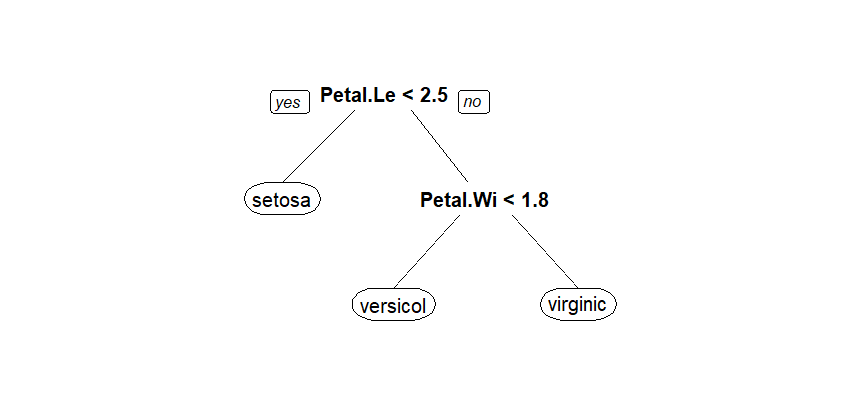 yes Petal.Le < 2.5 no
setosa
Petal.Wi < 1.8
versicol
virginic